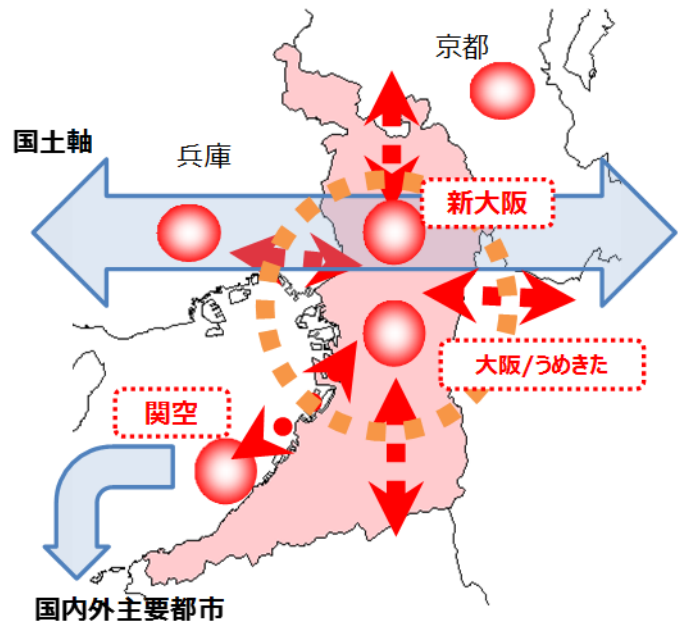 京都
国土軸
兵庫
新大阪
大阪/うめきた
関空
国内外主要都市